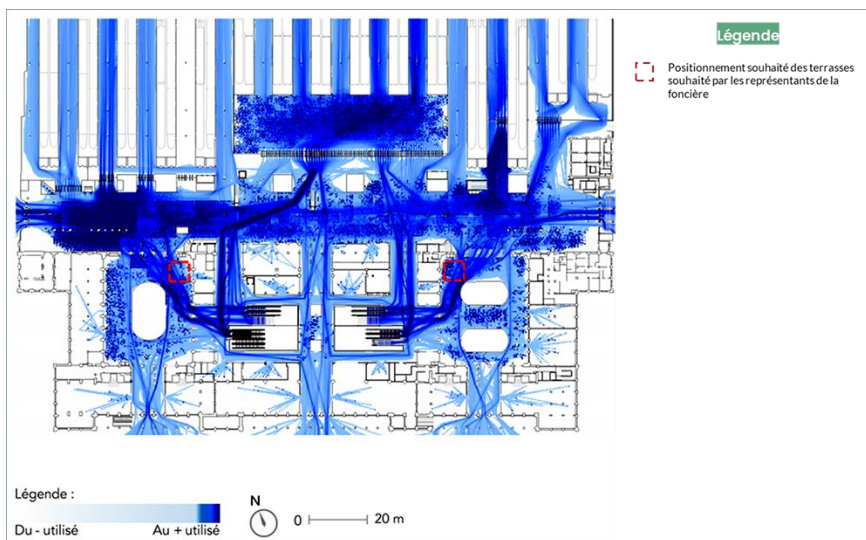 Légende
Positionnement souhaité des terrasses
souhaité par les représentants de la
foncière
Légende :
Du - utilisé
Au + utilisé
N
0
20 m